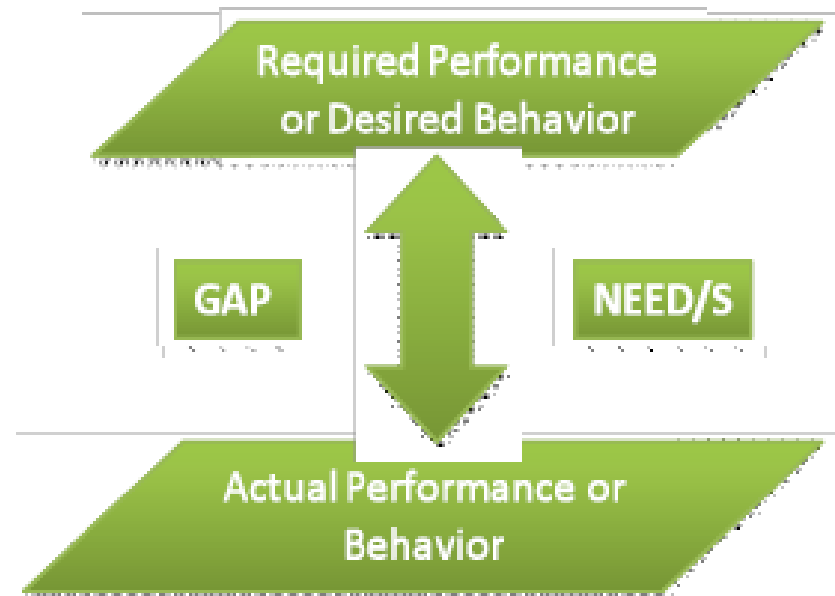 Required Performance
or Desired Behavior
GAP
NEED/S
Actual Performance or
Behavior